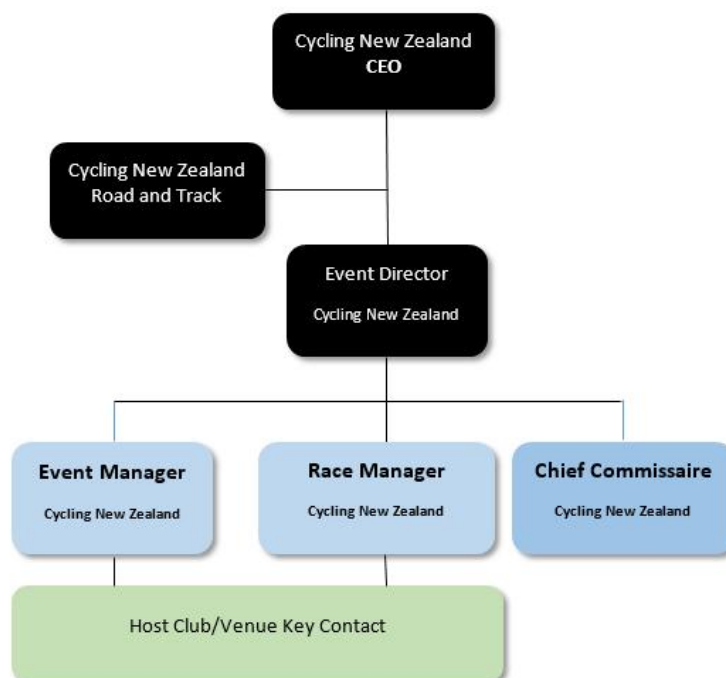 Cycling New Zealand
CEO
Cycling New Zealand
Road and Track
Event Director
Cycling New Zealand
Event Manager
Cycling New Zealand
Race Manager
Cycling New Zealand
Chief Commissaire
Cycling New Zealand
Host Club/Venue Key Contact